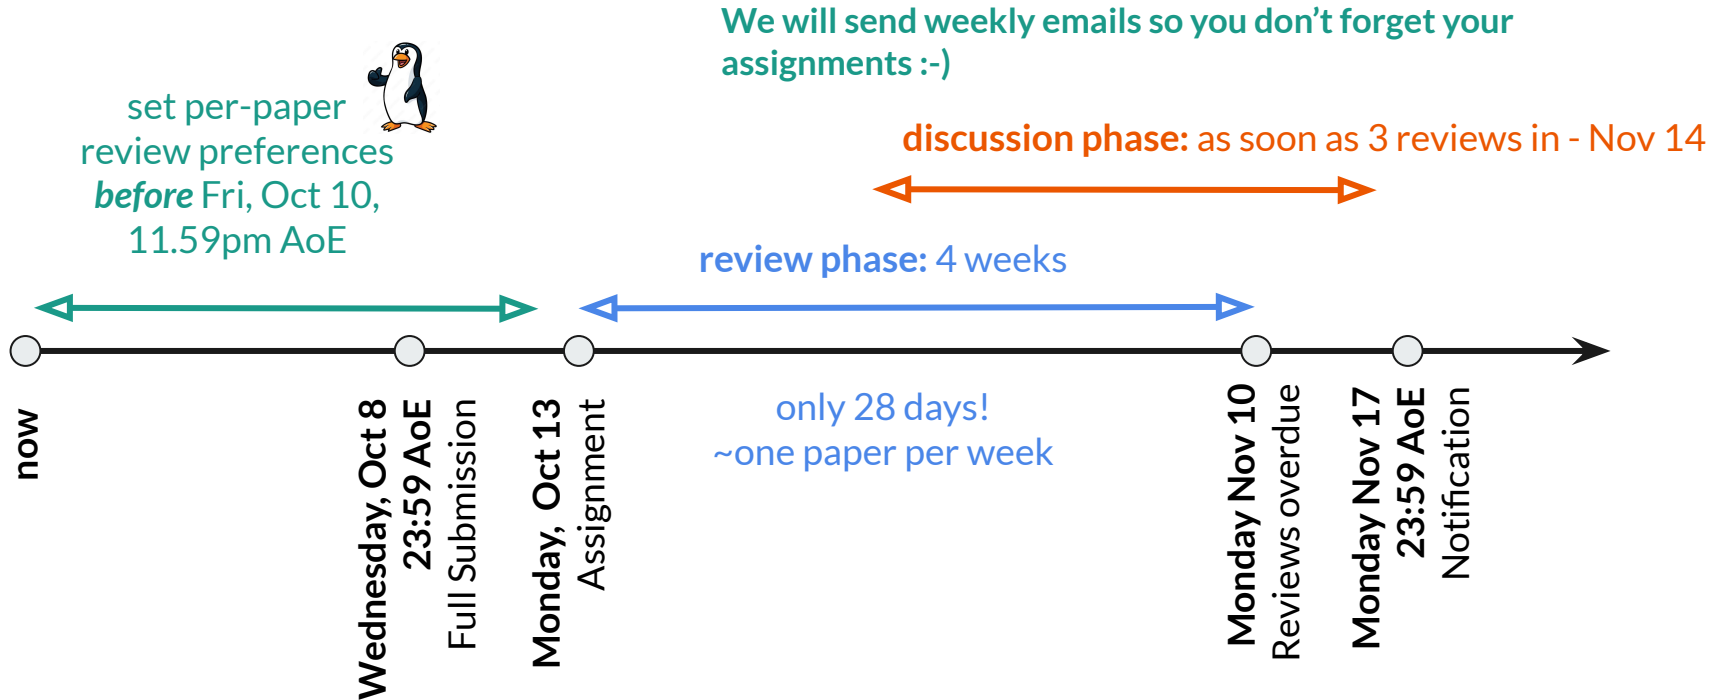 We will send weekly emails so you don’t forget your
assignments :-)
set per-paper
review preferences
before Fri, Oct 10,
11.59pm AoE
discussion phase: as soon as 3 reviews in - Nov 14
review phase: 4 weeks
only 28 days!
~one paper per week
now
Wednesday, Oct 8
23:59 AoE
Full Submission
Monday, Oct 13
Assignment
Monday Nov 10
Reviews overdue
Monday Nov 17
23:59 AoE
Notification